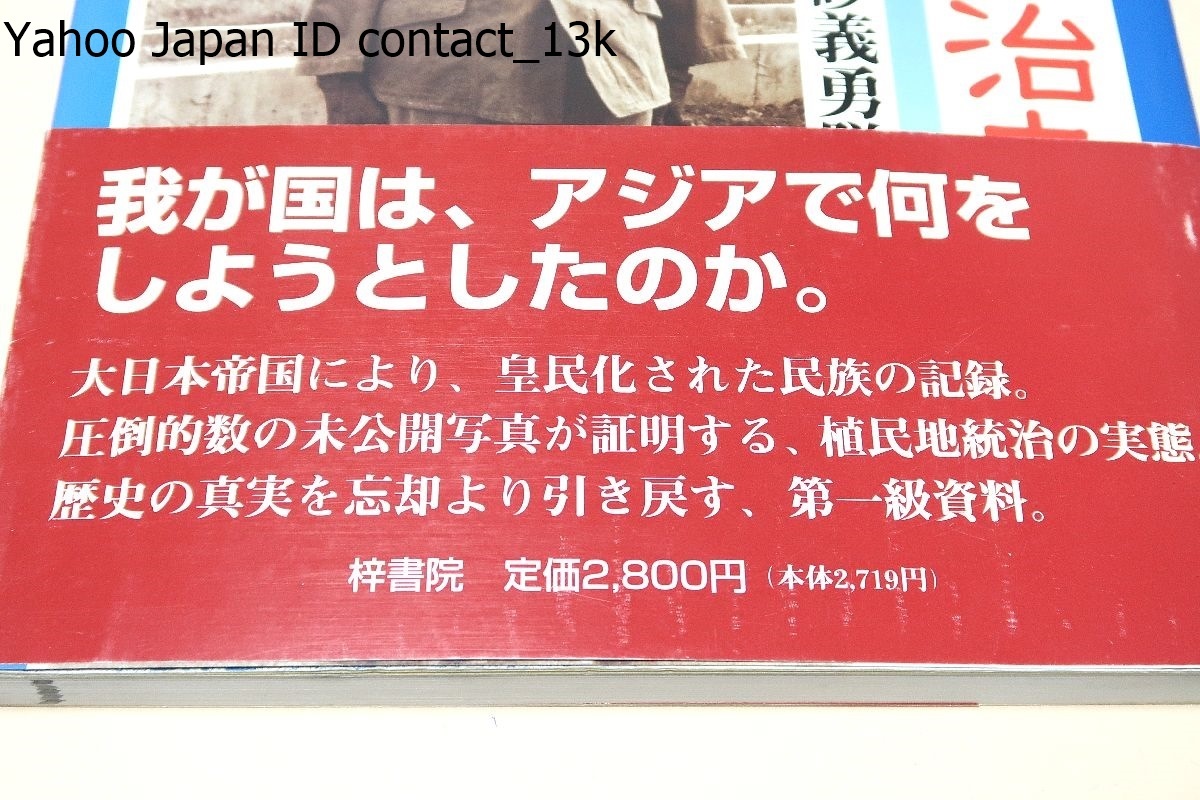 Yahoo Japan ID contact_13k
義勇
治
我が国は、アジアで何を
しようとしたのか。
大日本帝国により、皇民化された民族の記録。
圧倒的数の未公開写真が証明する、植民地統治の実態。
歴史の真実を忘却より引き戻す、第一級資料。
梓書院 定価2,800円（本体2,719円）